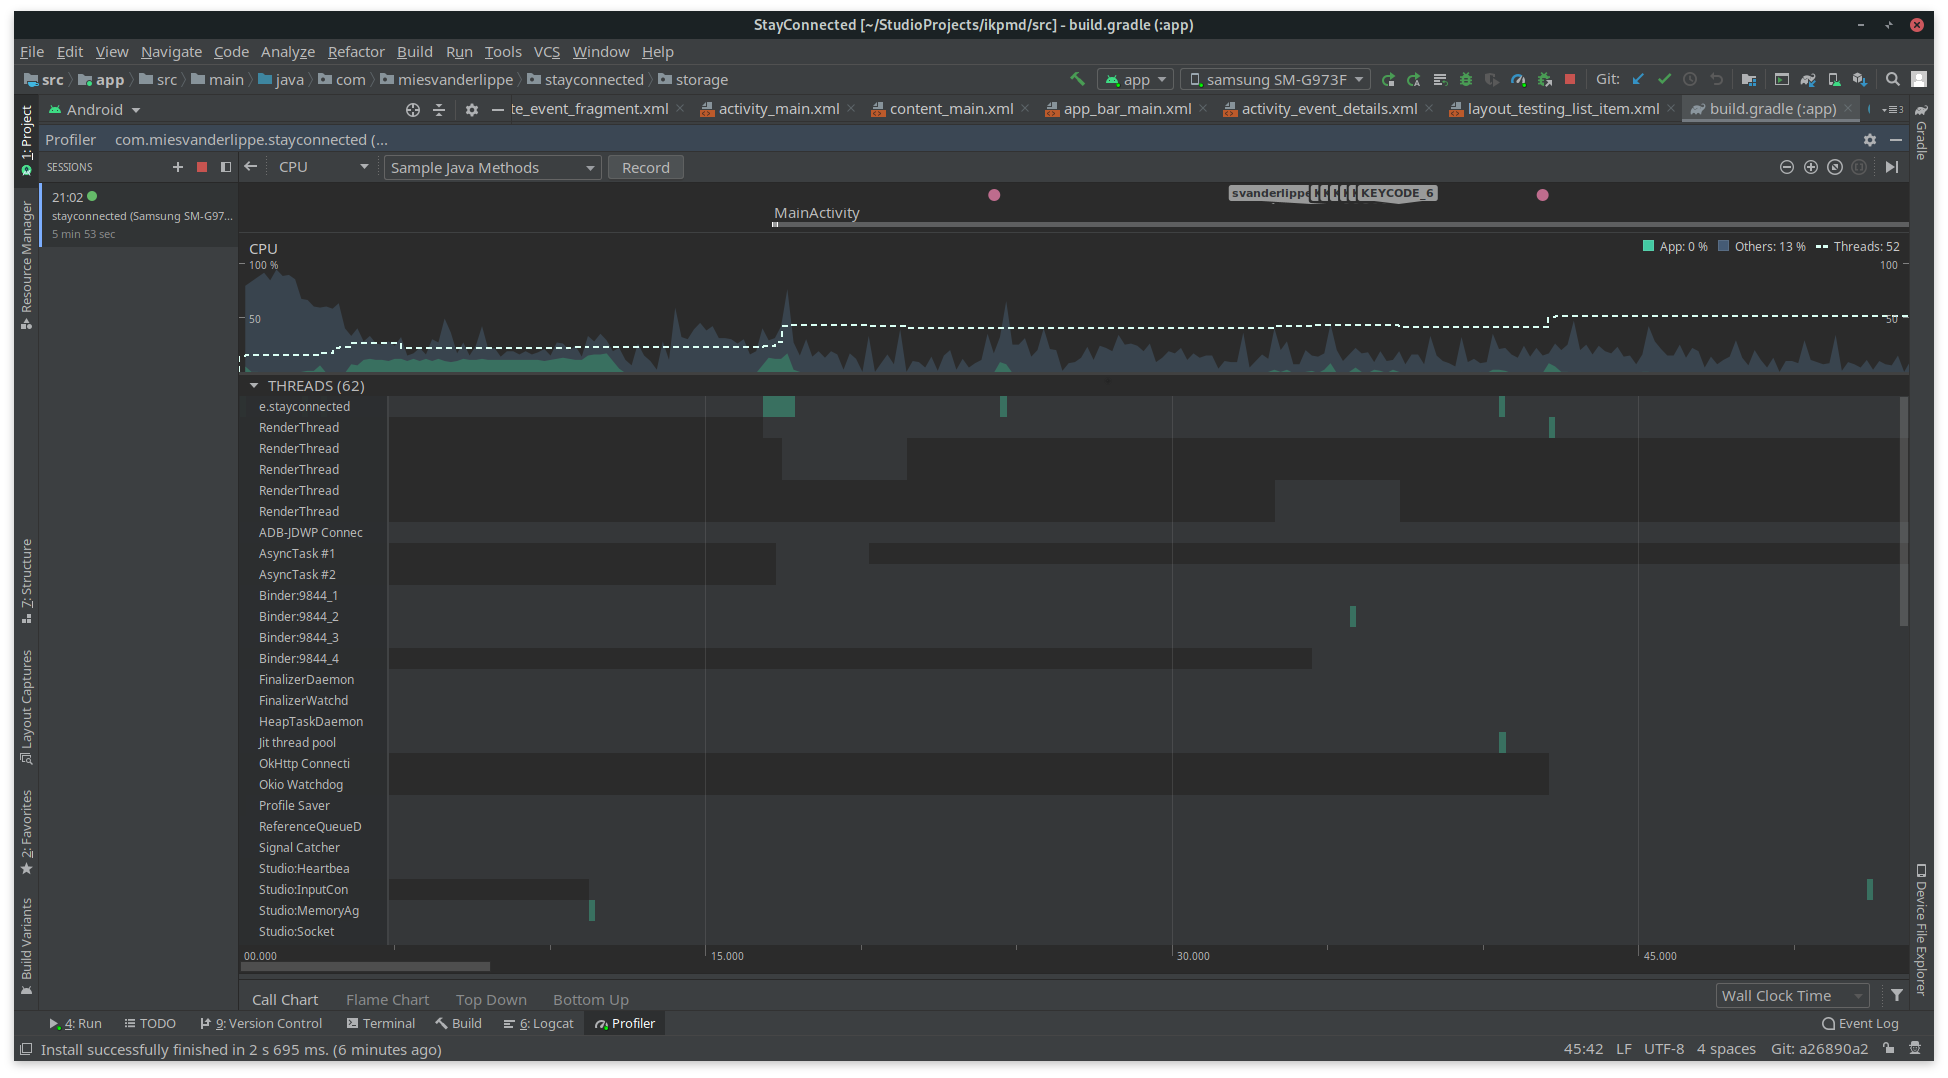 StayConnected [~/StudioProjects/ikpmd/src] - build.gradle (:app)
File Edit View Navigate Code Analyze Refactor Build Run Tools VCS Window Help
src app src main java com miesvanderlippe stayconnected storage app samsung SM-G973F Git:
1: Project
Resource Manager
7: Structure
Layout Captures
2: Favorites
Build Variants
Android te_event_fragment.xml activity_main.xml content_main.xml app_bar_main.xml activity_event_details.xml layout_testing_list_item.xml build.gradle (:app)
Gradle
Device File Explorer
Profiler com.miesvanderlippe.stayconnected (...
SESSIONS CPU Sample Java Methods Record
21:02
stayconnected (Samsung SM-G97...
5 min 53 sec
svanderlippe KEYCODE_6
MainActivity
CPU App: 0 % Others: 13 % Threads: 52
100 % 100
50 50
THREADS (62)
e.stayconnected
RenderThread
RenderThread
RenderThread
RenderThread
RenderThread
ADB-JDWP Connec
AsyncTask #1
AsyncTask #2
Binder:9844_1
Binder:9844_2
Binder:9844_3
Binder:9844_4
FinalizerDaemon
FinalizerWatchd
HeapTaskDaemon
Jit thread pool
OkHttp Connecti
Okio Watchdog
Profile Saver
ReferenceQueueD
Signal Catcher
Studio:Heartbea
Studio:InputCon
Studio:MemoryAg
Studio:Socket
00.000 15.000 30.000 45.000
Call Chart Flame Chart Top Down Bottom Up Wall Clock Time
4: Run TODO 9: Version Control Terminal Build 6: Logcat Profiler Event Log
Install successfully finished in 2 s 695 ms. (6 minutes ago) 45:42 LF UTF-8 4 spaces Git: a26890a2